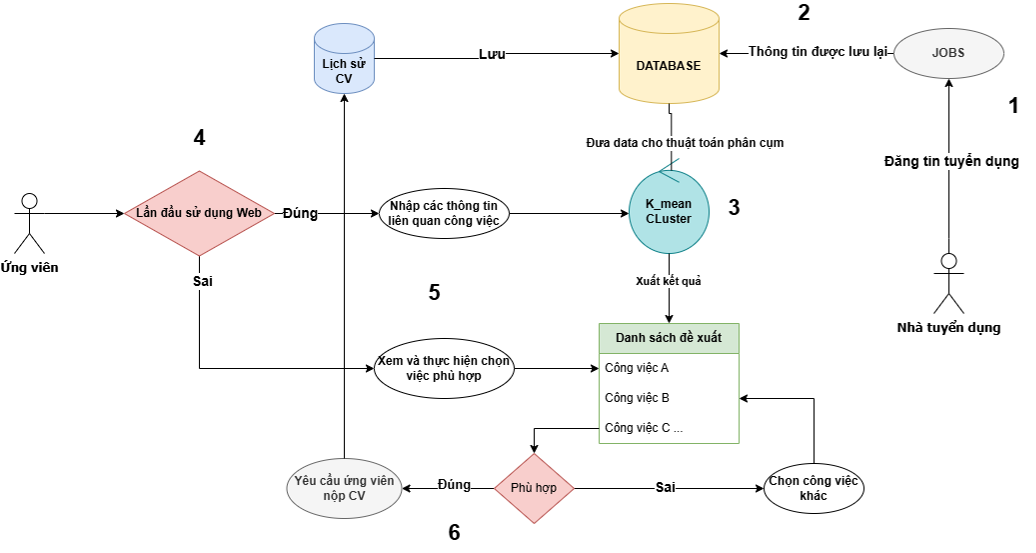 2
Lịch sử
CV
Lưu
DATABASE
Thông tin được lưu lại
JOBS
1
4
Đưa data cho thuật toán phân cụm
Đăng tin tuyển dụng
Lần đầu sử dụng Web
Đúng
Nhập các thông tin
liên quan công việc
K_mean
CLuster
3
Ứng viên
Sai
5
Xuất kết quả
Nhà tuyển dụng
Danh sách đề xuất
Xem và thực hiện chọn
việc phù hợp
Công việc A
Công việc B
Công việc C ...
Yêu cầu ứng viên
nộp CV
Đúng
Phù hợp
Sai
Chọn công việc
khác
6